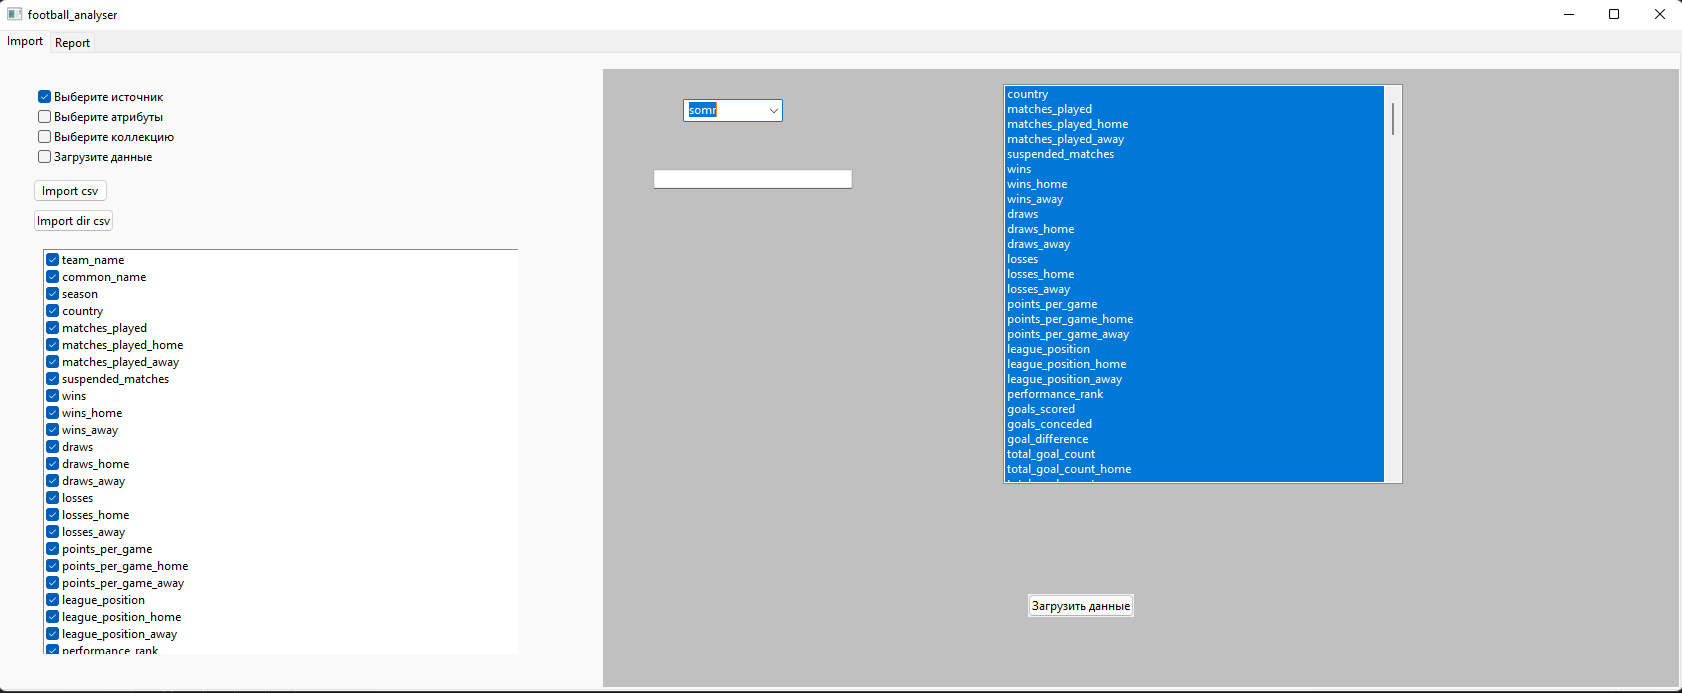 football_analyser
Import
Report
Выберите источник
Выберите атрибуты
Выберите коллекцию
Загрузите данные
Import csv
Import dir csv
team_name
common_name
season
country
matches_played
matches_played_home
matches_played_away
suspended_matches
wins
wins_home
wins_away
draws
draws_home
draws_away
losses
losses_home
losses_away
points_per_game
points_per_game_home
points_per_game_away
league_position
league_position_home
league_position_away
performance_rank
somr
country
matches_played
matches_played_home
matches_played_away
suspended_matches
wins
wins_home
wins_away
draws
draws_home
draws_away
losses
losses_home
losses_away
points_per_game
points_per_game_home
points_per_game_away
league_position
league_position_home
league_position_away
performance_rank
goals_scored
goals_conceded
goal_difference
total_goal_count
total_goal_count_home
Загрузить данные